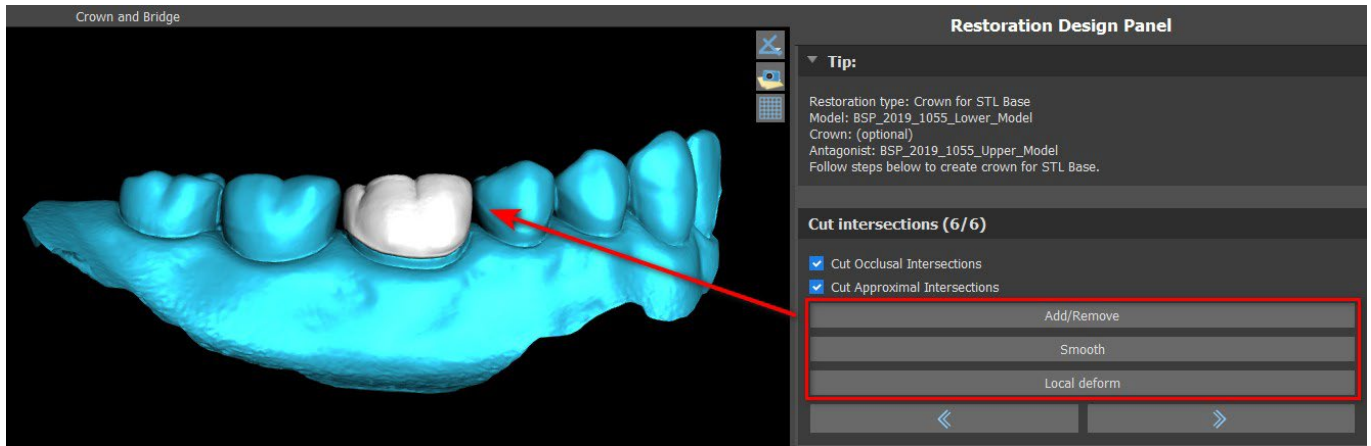 Crown and Bridge
Restoration Design Panel
Tip:
Restoration type: Crown for STL Base
Model: BSP_2019_1055_Lower_Model
Crown: (optional)
Antagonist: BSP_2019_1055_Upper_Model
Follow steps below to create crown for STL Base.
Cut intersections (6/6)
Cut Occlusal Intersections
Cut Approximal Intersections
Add/Remove
Smooth
Local deform